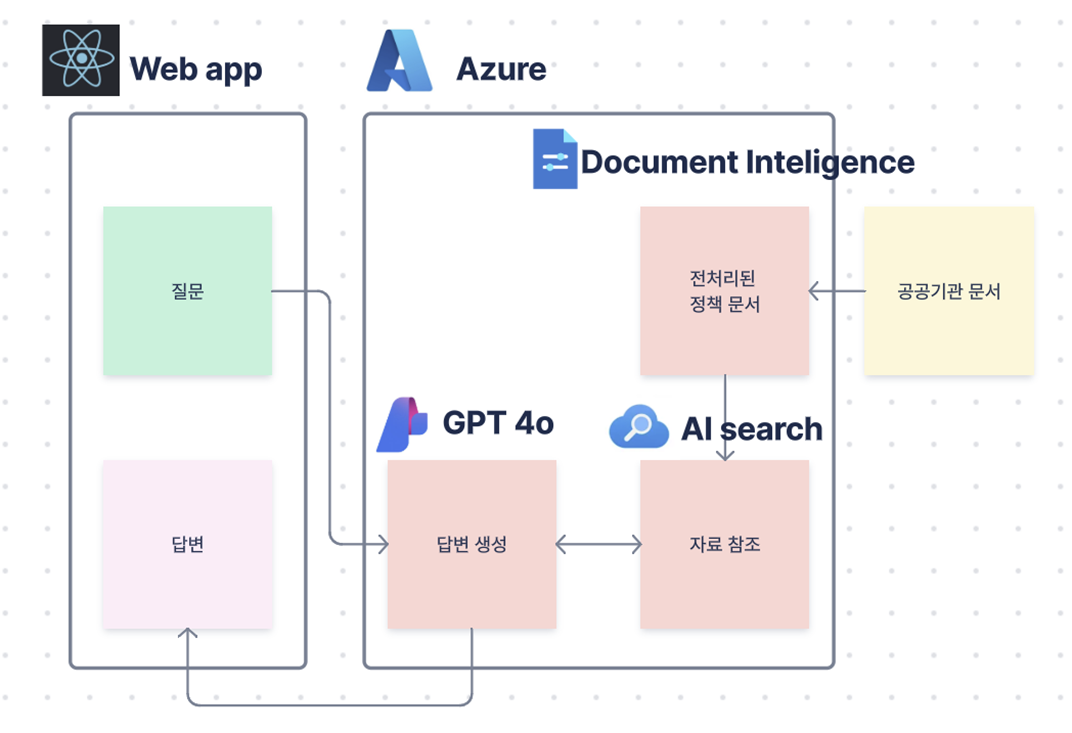 Web app
Azure
Document Inteligence
질문
전처리된
정책 문서
공공기관 문서
GPT 4o
AI search
답변
답변 생성
자료 참조